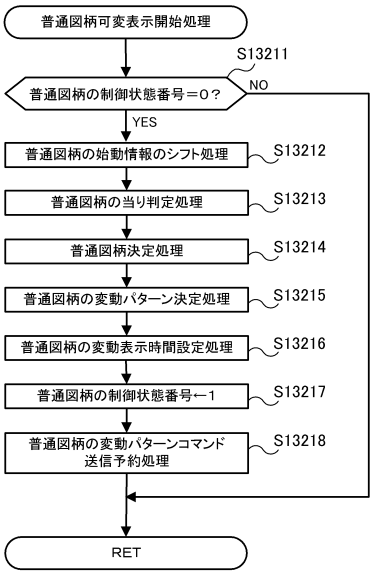 普通図柄可変表示開始処理
S13211
普通図柄の制御状態番号＝０？
NO
YES
普通図柄の始動情報のシフト処理
S13212
普通図柄の当り判定処理
S13213
普通図柄決定処理
S13214
普通図柄の変動パターン決定処理
S13215
普通図柄の変動表示時間設定処理
S13216
普通図柄の制御状態番号←１
S13217
普通図柄の変動パターンコマンド
送信予約処理
S13218
RET